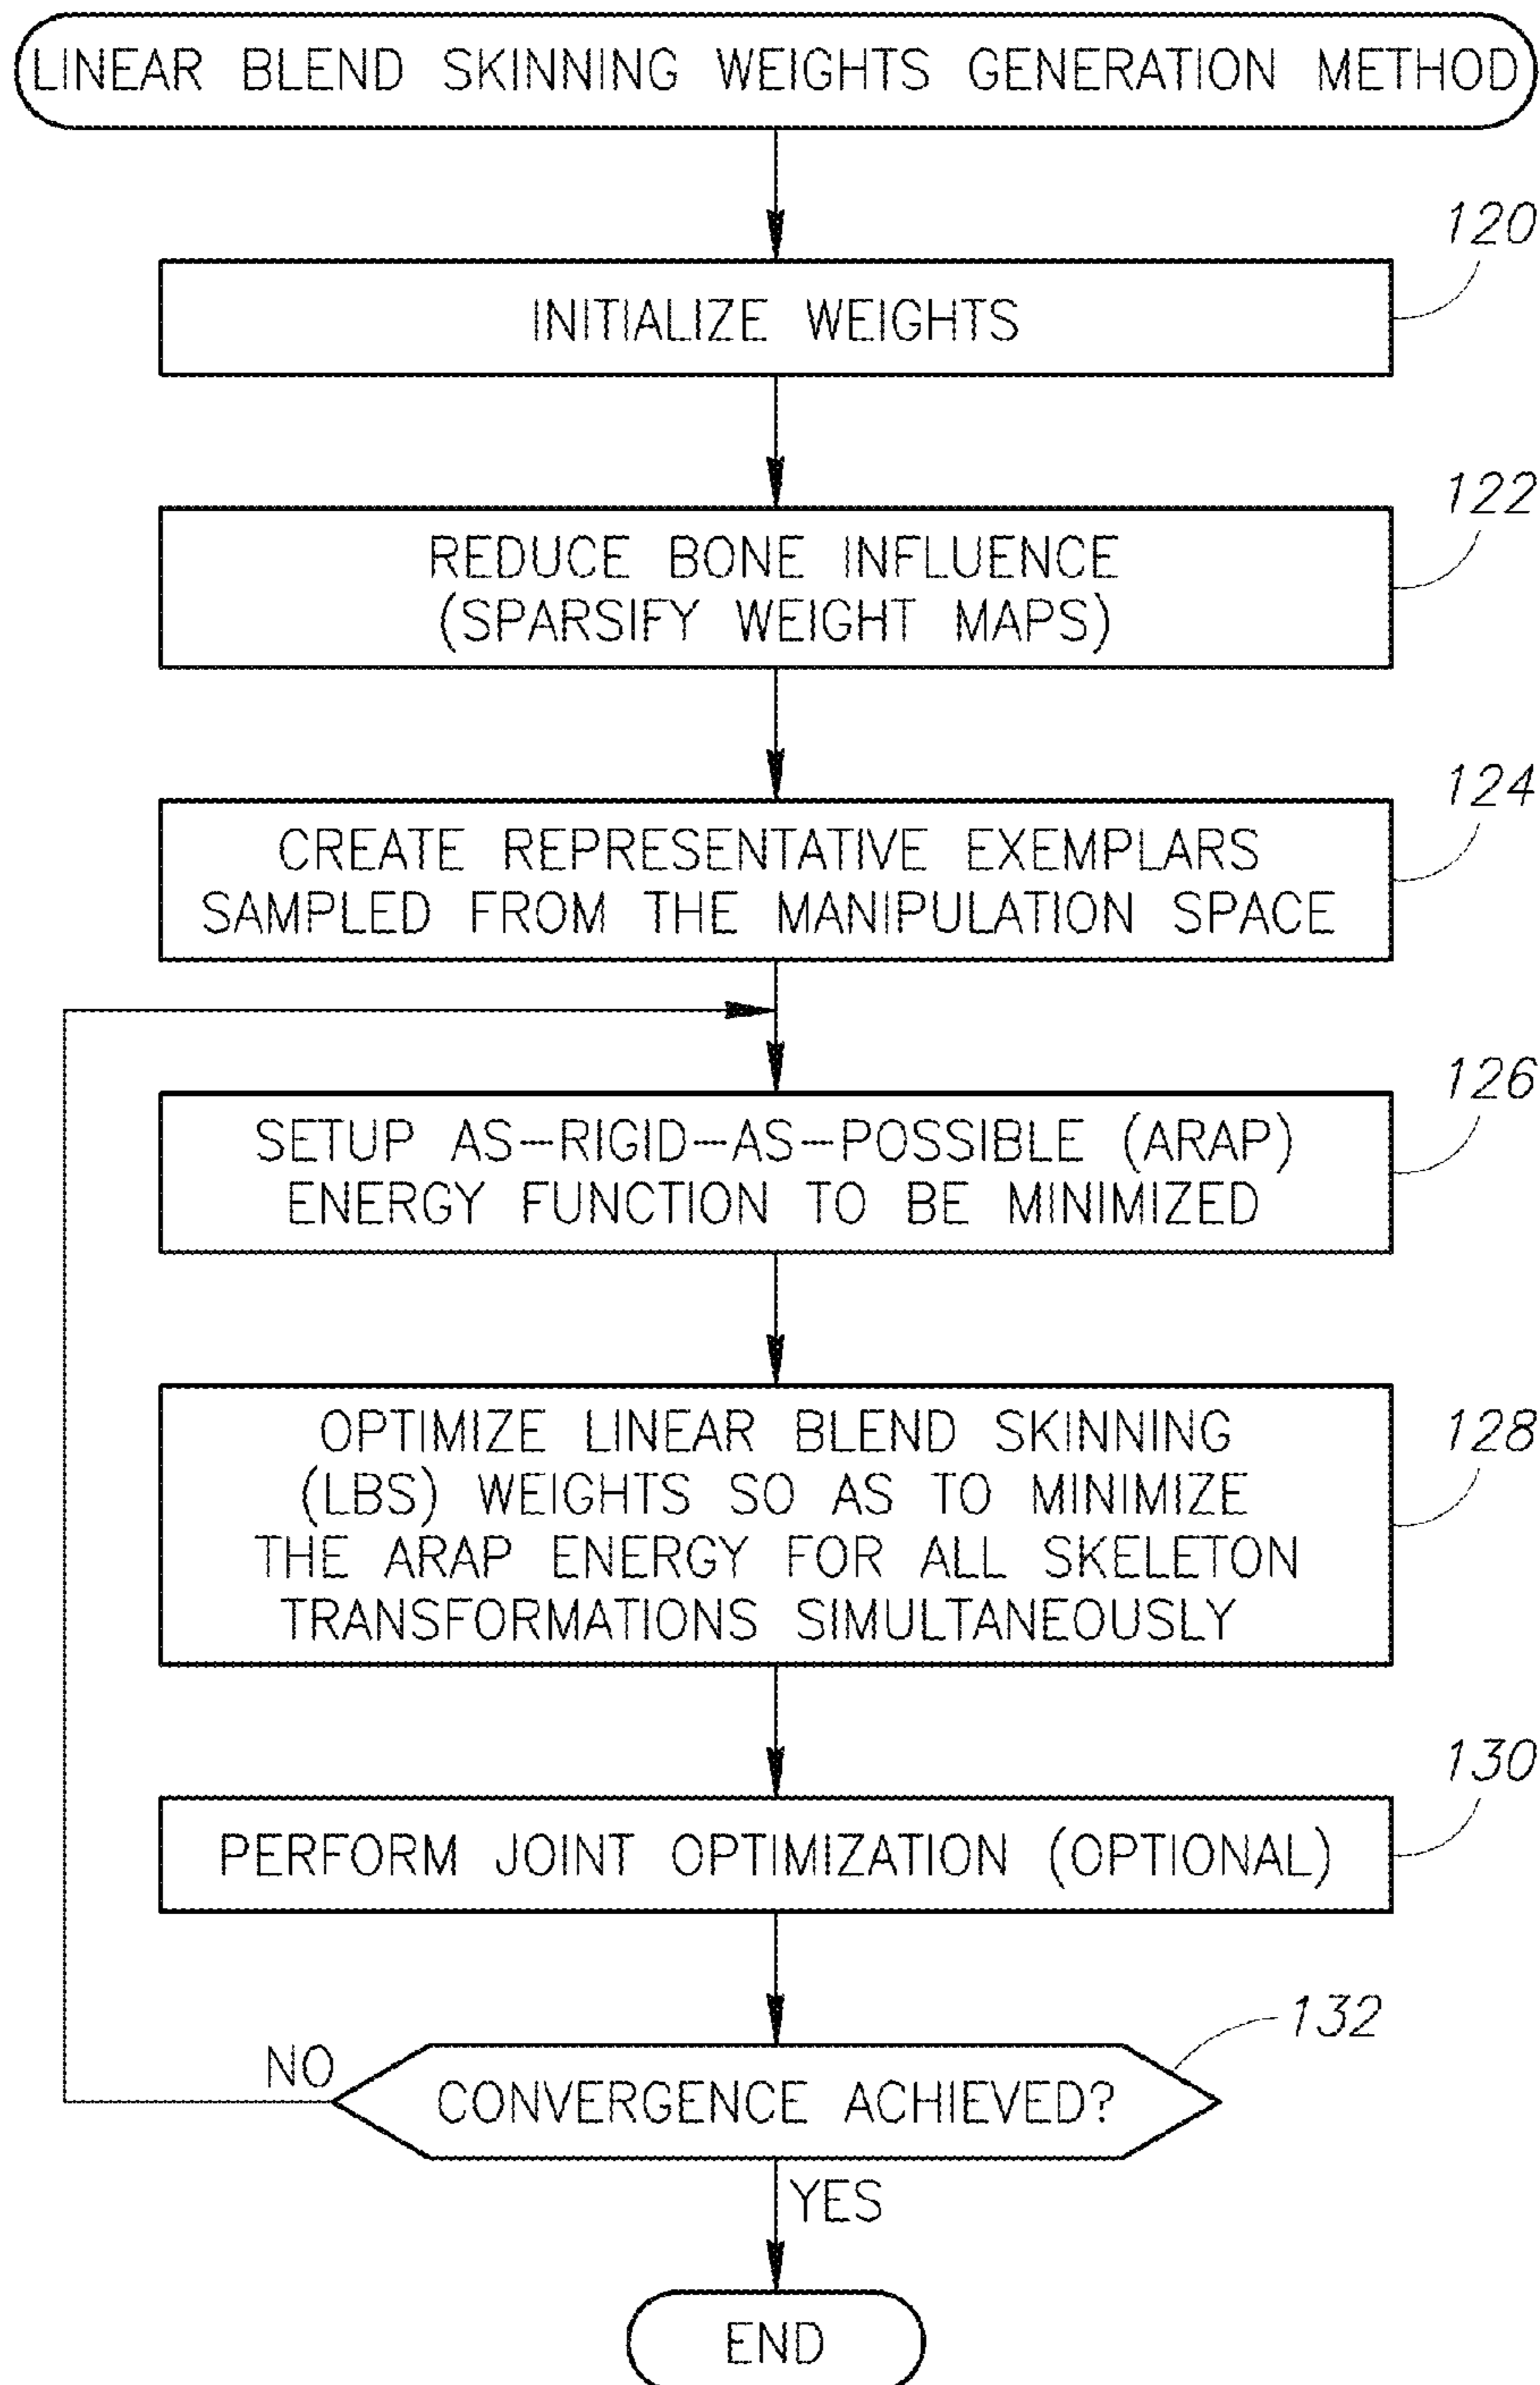 LINEAR BLEND SKINNING WEIGHTS GENERATION METHOD
120
INITIALIZE WEIGHTS
122
REDUCE BONE INFLUENCE
(SPARSIFY WEIGHT MAPS)
124
CREATE REPRESENTATIVE EXEMPLARS
SAMPLED FROM THE MANIPULATION SPACE
126
SETUP AS-RIGID-AS-POSSIBLE (ARAP)
ENERGY FUNCTION TO BE MINIMIZED
128
OPTIMIZE LINEAR BLEND SKINNING
(LBS) WEIGHTS SO AS TO MINIMIZE
THE ARAP ENERGY FOR ALL SKELETON
TRANSFORMATIONS SIMULTANEOUSLY
130
PERFORM JOINT OPTIMIZATION (OPTIONAL)
132
NO
CONVERGENCE ACHIEVED?
YES
END